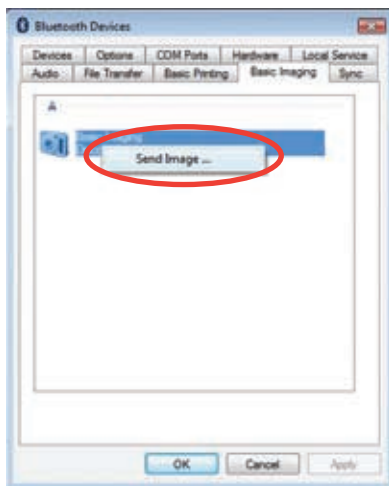 Bluetooth Devices
Devices Options COM Ports Hardware Local Service
Audio File Transfer Basic Printing Basic Imaging Sync
A
Send Image ...
OK Cancel Apply